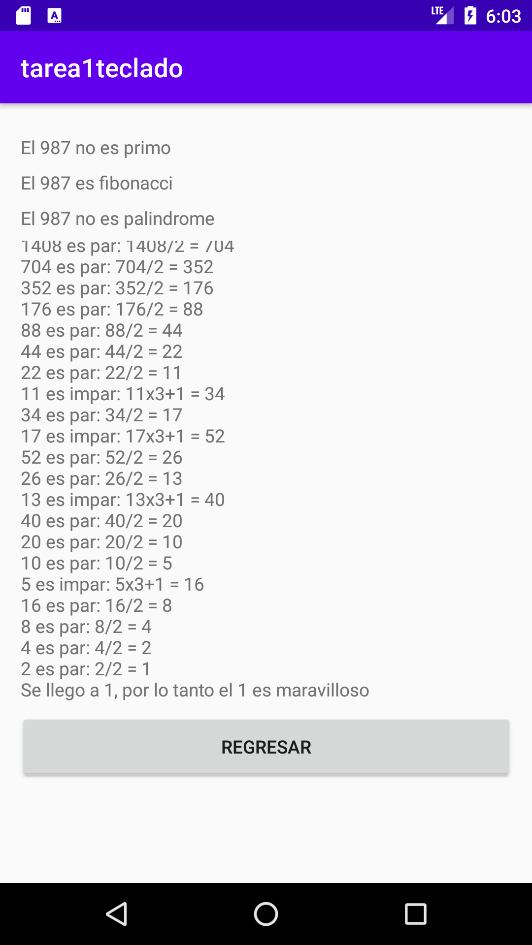 LTE 6:03
tarea1teclado
El 987 no es primo
El 987 es fibonacci
El 987 no es palindrome
1408 es par: 1408/2 = 704
704 es par: 704/2 = 352
352 es par: 352/2 = 176
176 es par: 176/2 = 88
88 es par: 88/2 = 44
44 es par: 44/2 = 22
22 es par: 22/2 = 11
11 es impar: 11x3+1 = 34
34 es par: 34/2 = 17
17 es impar: 17x3+1 = 52
52 es par: 52/2 = 26
26 es par: 26/2 = 13
13 es impar: 13x3+1 = 40
40 es par: 40/2 = 20
20 es par: 20/2 = 10
10 es par: 10/2 = 5
5 es impar: 5x3+1 = 16
16 es par: 16/2 = 8
8 es par: 8/2 = 4
4 es par: 4/2 = 2
2 es par: 2/2 = 1
Se llego a 1, por lo tanto el 1 es maravilloso
REGRESAR